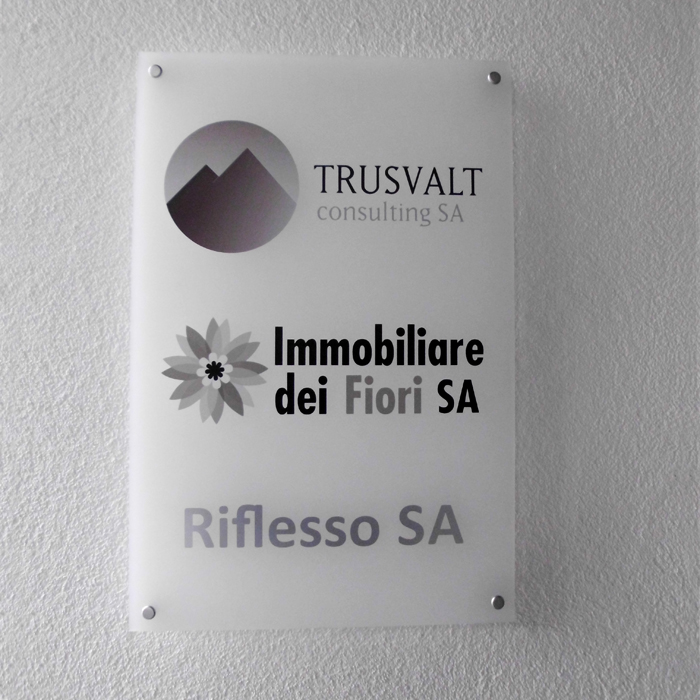 TRUSVALT
consulting SA
Immobiliare
dei Fiori SA
Riflesso SA